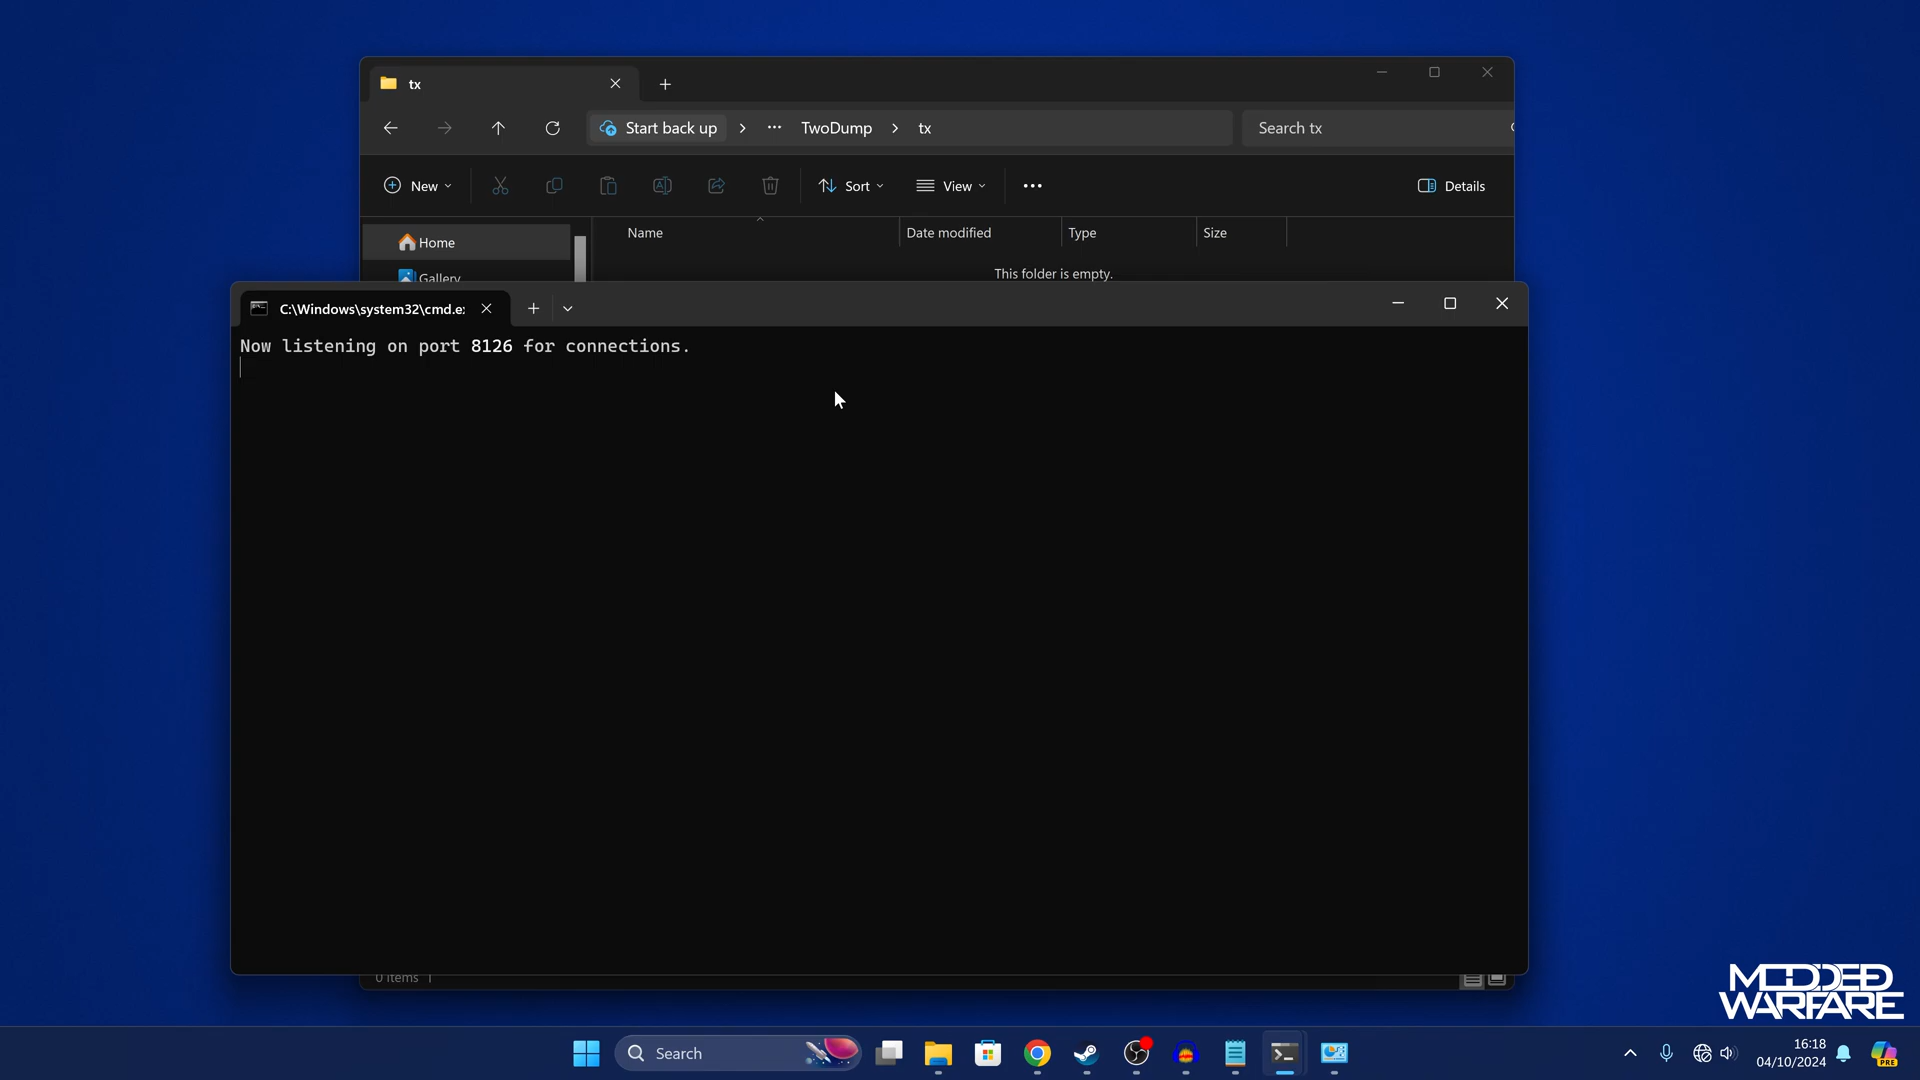 tx
Start back up
TwoDump
tx
Search tx
New
Sort
View
Details
Name
Date modified
Type
Size
Home
This folder is empty.
Gallery
C:\Windows\system32\cmd.e:
Now listening on port 8126 for connections.
0 items
MODDED
WARFARE
Search
16:18
04/10/2024
PRE